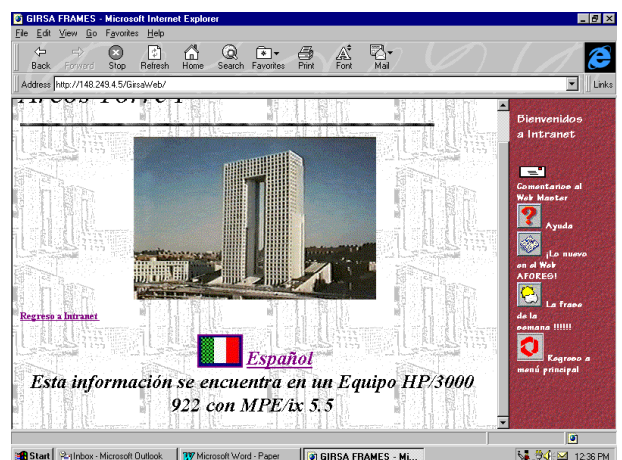 GIRSA FRAMES - Microsoft Internet Explorer
File Edit View Go Favorites Help
Back Forward Stop Refresh Home Search Favorites Print Font Mail
Address http://148.249.4.5/GirsaWeb/ Links
Arcos Torre I
Regreso a Intranet
Español
Esta información se encuentra en un Equipo HP/3000
922 con MPE/ix 5.5
Bienvenidos
a Intranet
Comentarios al
Web Master
Ayuda
¡Lo nuevo
en el Web
AFORES!
La frase
de la
semana !!!!!!
Regreso a
menú principal
Start Inbox - Microsoft Outlook Microsoft Word - Paper GIRSA FRAMES - Mi... 12:36 PM